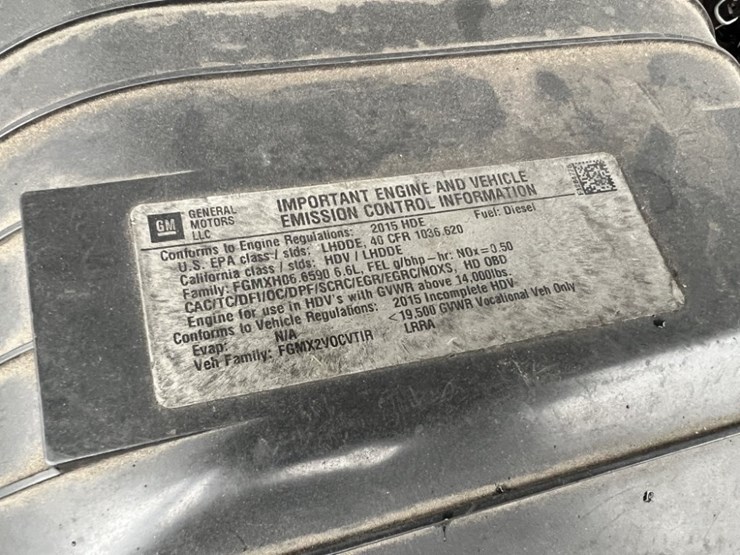 GM
GENERAL
MOTORS
LLC
IMPORTANT ENGINE AND VEHICLE
EMISSION CONTROL INFORMATION
Conforms to Engine Regulations: 2015 HDE Fuel: Diesel
U.S. EPA class / stds: LHDDE, 40 CFR 1036.620
California class / stds: HDV / LHDDE
Family: FGMXH06.6590 6.6L, FEL g/bhp-hr: NOx=0.50
CAC/TC/DFI/OC/DPF/SCRC/EGR/EGRC/NOXS, HD OBD
Engine for use in HDV's with GVWR above 14,000lbs.
Conforms to Vehicle Regulations: 2015 Incomplete HDV
<19,500 GVWR Vocational Veh Only
Evap: N/A
Veh Family: FGMX2VOCVTIR LRRA